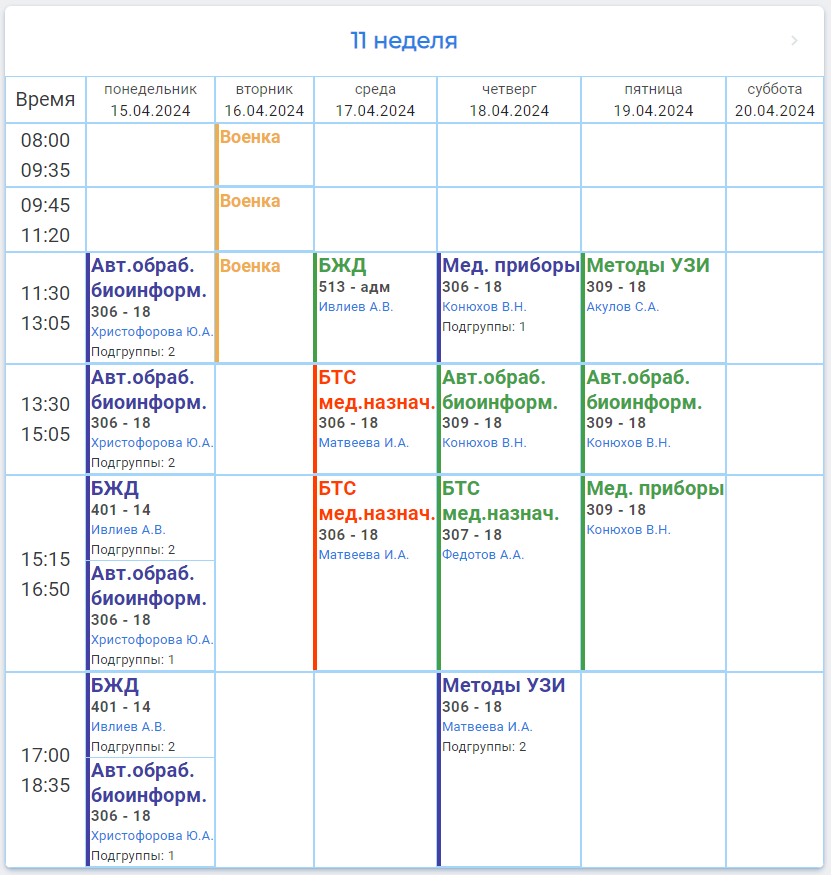 11 неделя
Время
понедельник
15.04.2024
вторник
16.04.2024
среда
17.04.2024
четверг
18.04.2024
пятница
19.04.2024
суббота
20.04.2024
08:00
09:35
Военка
09:45
11:20
Военка
11:30
13:05
Авт.обраб.
биоинформ.
306 - 18
Христофорова Ю.А.
Подгруппы: 2
Военка
БЖД
513 - адм
Ивлиев А.В.
Мед. приборы
306 - 18
Конюхов В.Н.
Подгруппы: 1
Методы УЗИ
309 - 18
Акулов С.А.
13:30
15:05
Авт.обраб.
биоинформ.
306 - 18
Христофорова Ю.А.
Подгруппы: 2
БТС
мед.назнач.
306 - 18
Матвеева И.А.
Авт.обраб.
биоинформ.
309 - 18
Конюхов В.Н.
Авт.обраб.
биоинформ.
309 - 18
Конюхов В.Н.
15:15
16:50
БЖД
401 - 14
Ивлиев А.В.
Подгруппы: 2
Авт.обраб.
биоинформ.
306 - 18
Христофорова Ю.А.
Подгруппы: 1
БТС
мед.назнач.
306 - 18
Матвеева И.А.
БТС
мед.назнач.
307 - 18
Федотов А.А.
Мед. приборы
309 - 18
Конюхов В.Н.
17:00
18:35
БЖД
401 - 14
Ивлиев А.В.
Подгруппы: 2
Авт.обраб.
биоинформ.
306 - 18
Христофорова Ю.А.
Подгруппы: 1
Методы УЗИ
306 - 18
Матвеева И.А.
Подгруппы: 2